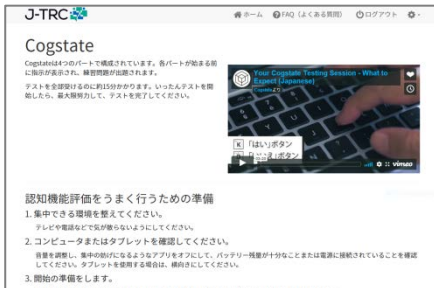 J-TRC
ホーム
FAQ（よくある質問）
ログアウト
Cogstate
Cogstateは4つのパートで構成されています。各パートが始まる前
に指示が表示され、練習問題が出題されます。
テストを全部受けるのに約15分かかります。いったんテストを開
始したら、最大限努力して、テストを完了してください。
Your Cogstate Testing Session - What to
Expect (Japanese)
K 「はい」ボタン
vimeo
認知機能評価をうまく行うための準備
1. 集中できる環境を整えてください。
テレビや電話などで気が散らないようにしてください。
2. コンピュータまたはタブレットを確認してください。
音量を調整し、集中の妨げになるようなアプリをオフにして、バッテリー残量が十分なことまたは電源に接続されていることを確認
してください。タブレットを使用する場合は、横向きにしてください。
3. 開始の準備をします。